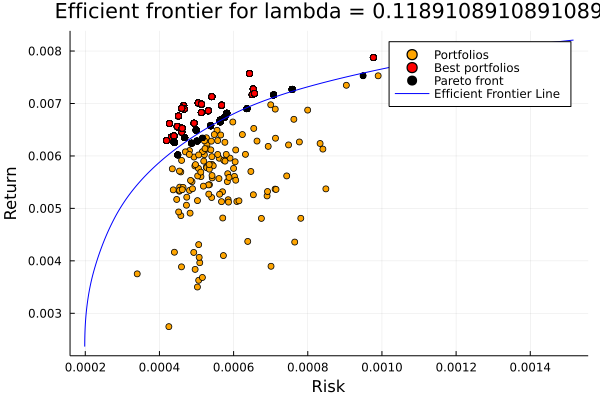 Efficient frontier for lambda = 0.1189108910891089
0.008
0.007
0.006
0.005
0.004
0.003
Return
Portfolios
Best portfolios
Pareto front
Efficient Frontier Line
0.0002
0.0004
0.0006
0.0008
0.0010
0.0012
0.0014
Risk